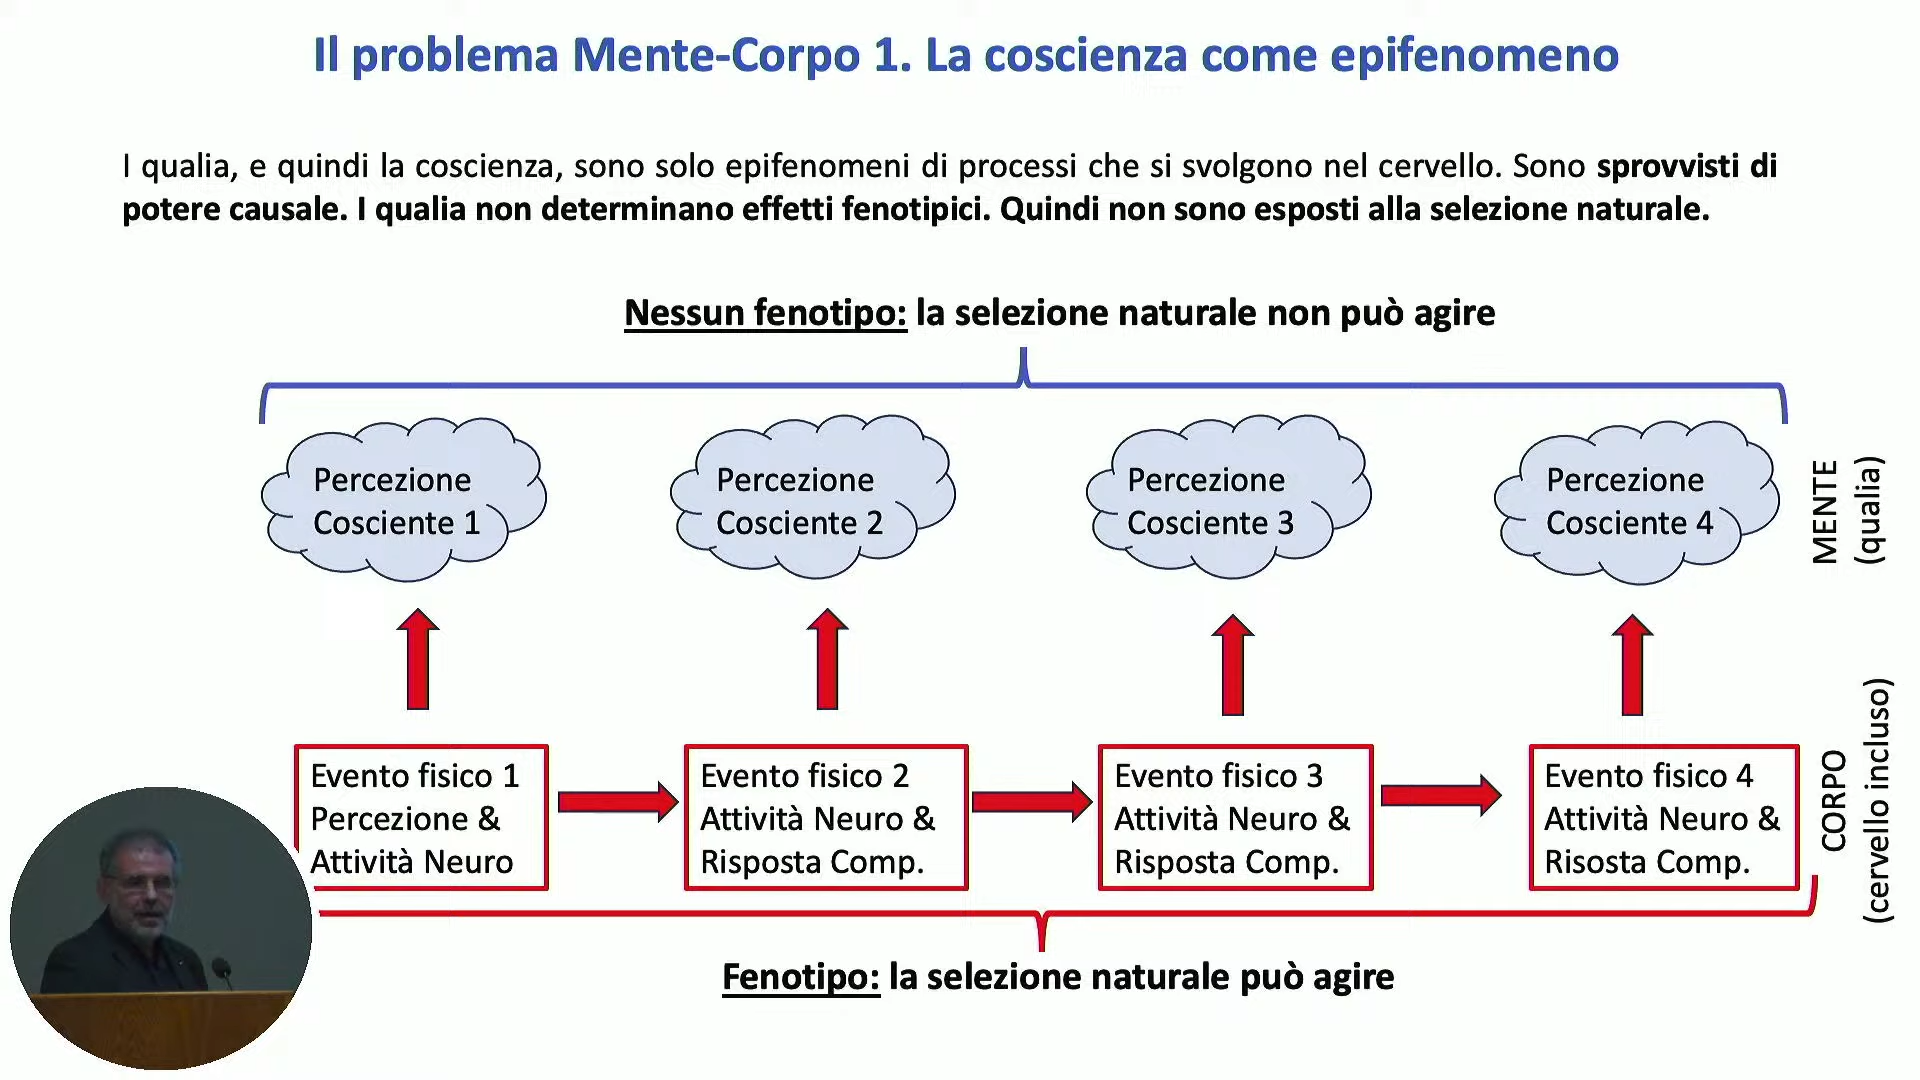 Il problema Mente-Corpo 1. La coscienza come epifenomeno
I qualia, e quindi la coscienza, sono solo epifenomeni di processi che si svolgono nel cervello. Sono sprovvisti di
potere causale. I qualia non determinano effetti fenotipici. Quindi non sono esposti alla selezione naturale.
Nessun fenotipo: la selezione naturale non può agire
Percezione
Cosciente 1
Percezione
Cosciente 2
Percezione
Cosciente 3
Percezione
Cosciente 4
MENTE
(qualia)
Evento fisico 1
Percezione &
Attività Neuro
Evento fisico 2
Attività Neuro &
Risposta Comp.
Evento fisico 3
Attività Neuro &
Risposta Comp.
Evento fisico 4
Attività Neuro &
Risosta Comp.
CORPO
(cervello incluso)
Fenotipo: la selezione naturale può agire